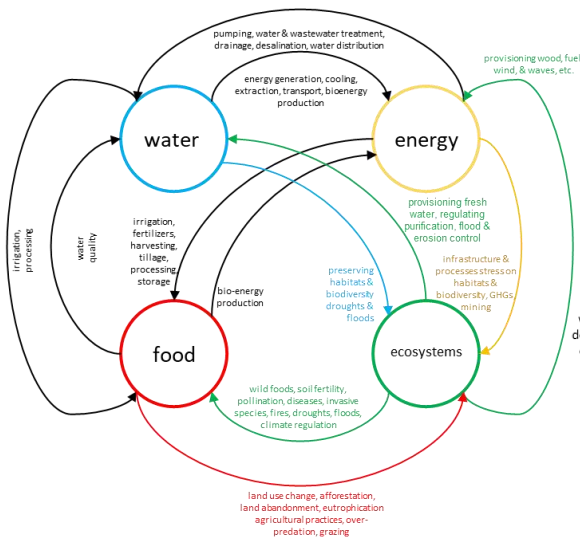 pumping, water & wastewater treatment,
drainage, desalination, water distribution
provisioning wood, fuel
wind, & waves, etc.
energy generation, cooling,
extraction, transport, bioenergy
production
water
energy
irrigation,
processing
water
quality
irrigation,
fertilizers,
harvesting,
tillage,
processing,
storage
provisioning fresh
water, regulating
purification, flood &
erosion control
bio-energy
production
preserving
habitats &
biodiversity
droughts &
floods
infrastructure &
processes stress on
habitats &
biodiversity, GHGs,
mining
food
ecosystems
wild foods, soil fertility,
pollination, diseases, invasive
species, fires, droughts, floods,
climate regulation
land use change, afforestation,
land abandonment, eutrophication
agricultural practices, over-
predation, grazing